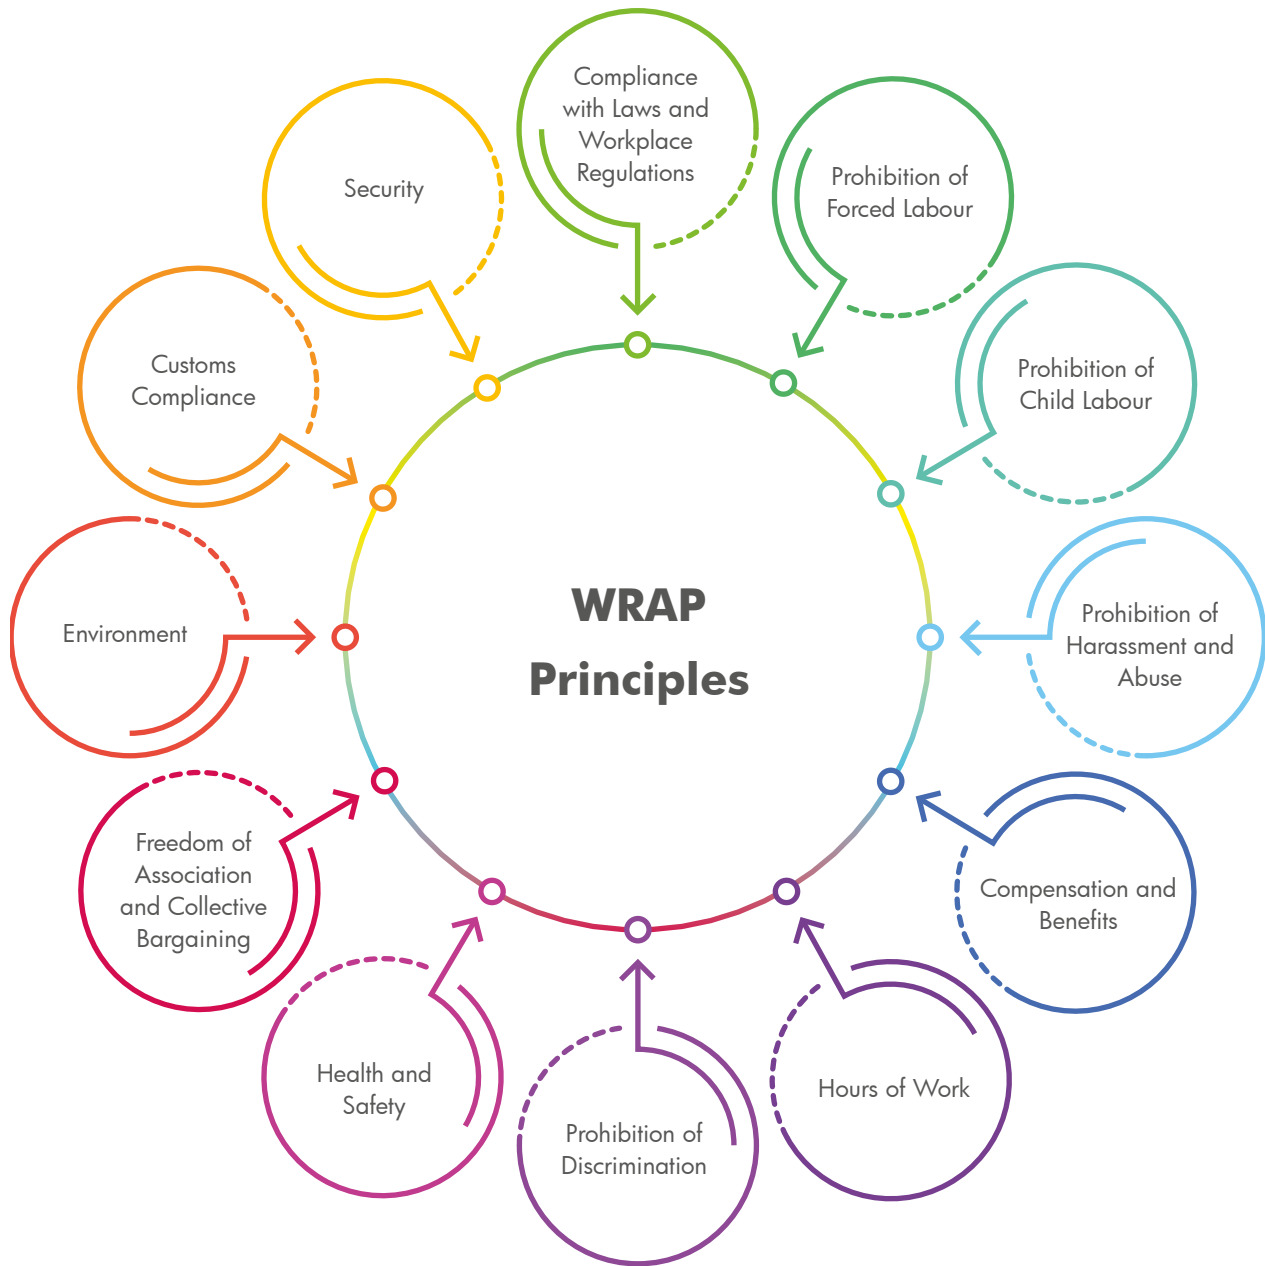 Compliance
with Laws and
Workplace
Regulations
Prohibition of
Forced Labour
Prohibition of
Child Labour
Prohibition of
Harassment and
Abuse
Compensation and
Benefits
Hours of Work
Prohibition of
Discrimination
Health and
Safety
Freedom of
Association
and Collective
Bargaining
Environment
Customs
Compliance
Security
WRAP
Principles